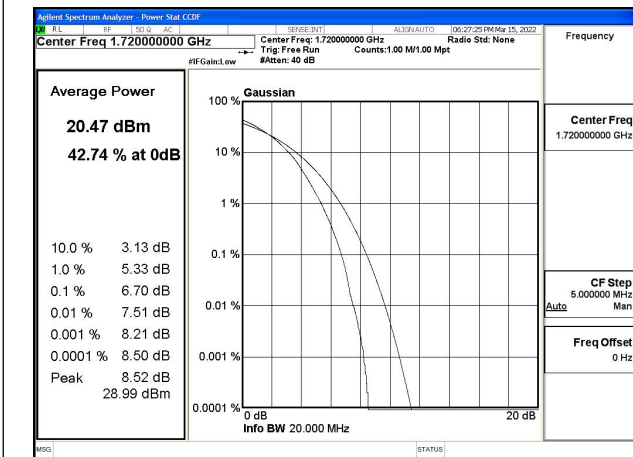 Agilent Spectrum Analyzer - Power Stat CCDF
RL RF 50 Ω AC SENSE:INT ALIGN AUTO 06:27:25 PM Mar 15, 2022
Center Freq 1.720000000 GHz
Center Freq: 1.720000000 GHz Radio Std: None
Trig: Free Run Counts:1.00 M/1.00 Mpt
#IFGain:Low #Atten: 40 dB
Frequency
Center Freq
1.720000000 GHz
CF Step
5.000000 MHz
Auto Man
Freq Offset
0 Hz
Average Power
20.47 dBm
42.74 % at 0dB
10.0 % 3.13 dB
1.0 % 5.33 dB
0.1 % 6.70 dB
0.01 % 7.51 dB
0.001 % 8.21 dB
0.0001 % 8.50 dB
Peak 8.52 dB
28.99 dBm
Gaussian
100 %
10 %
1 %
0.1 %
0.01 %
0.001 %
0.0001 %
0 dB 20 dB
Info BW 20.000 MHz
MSG STATUS